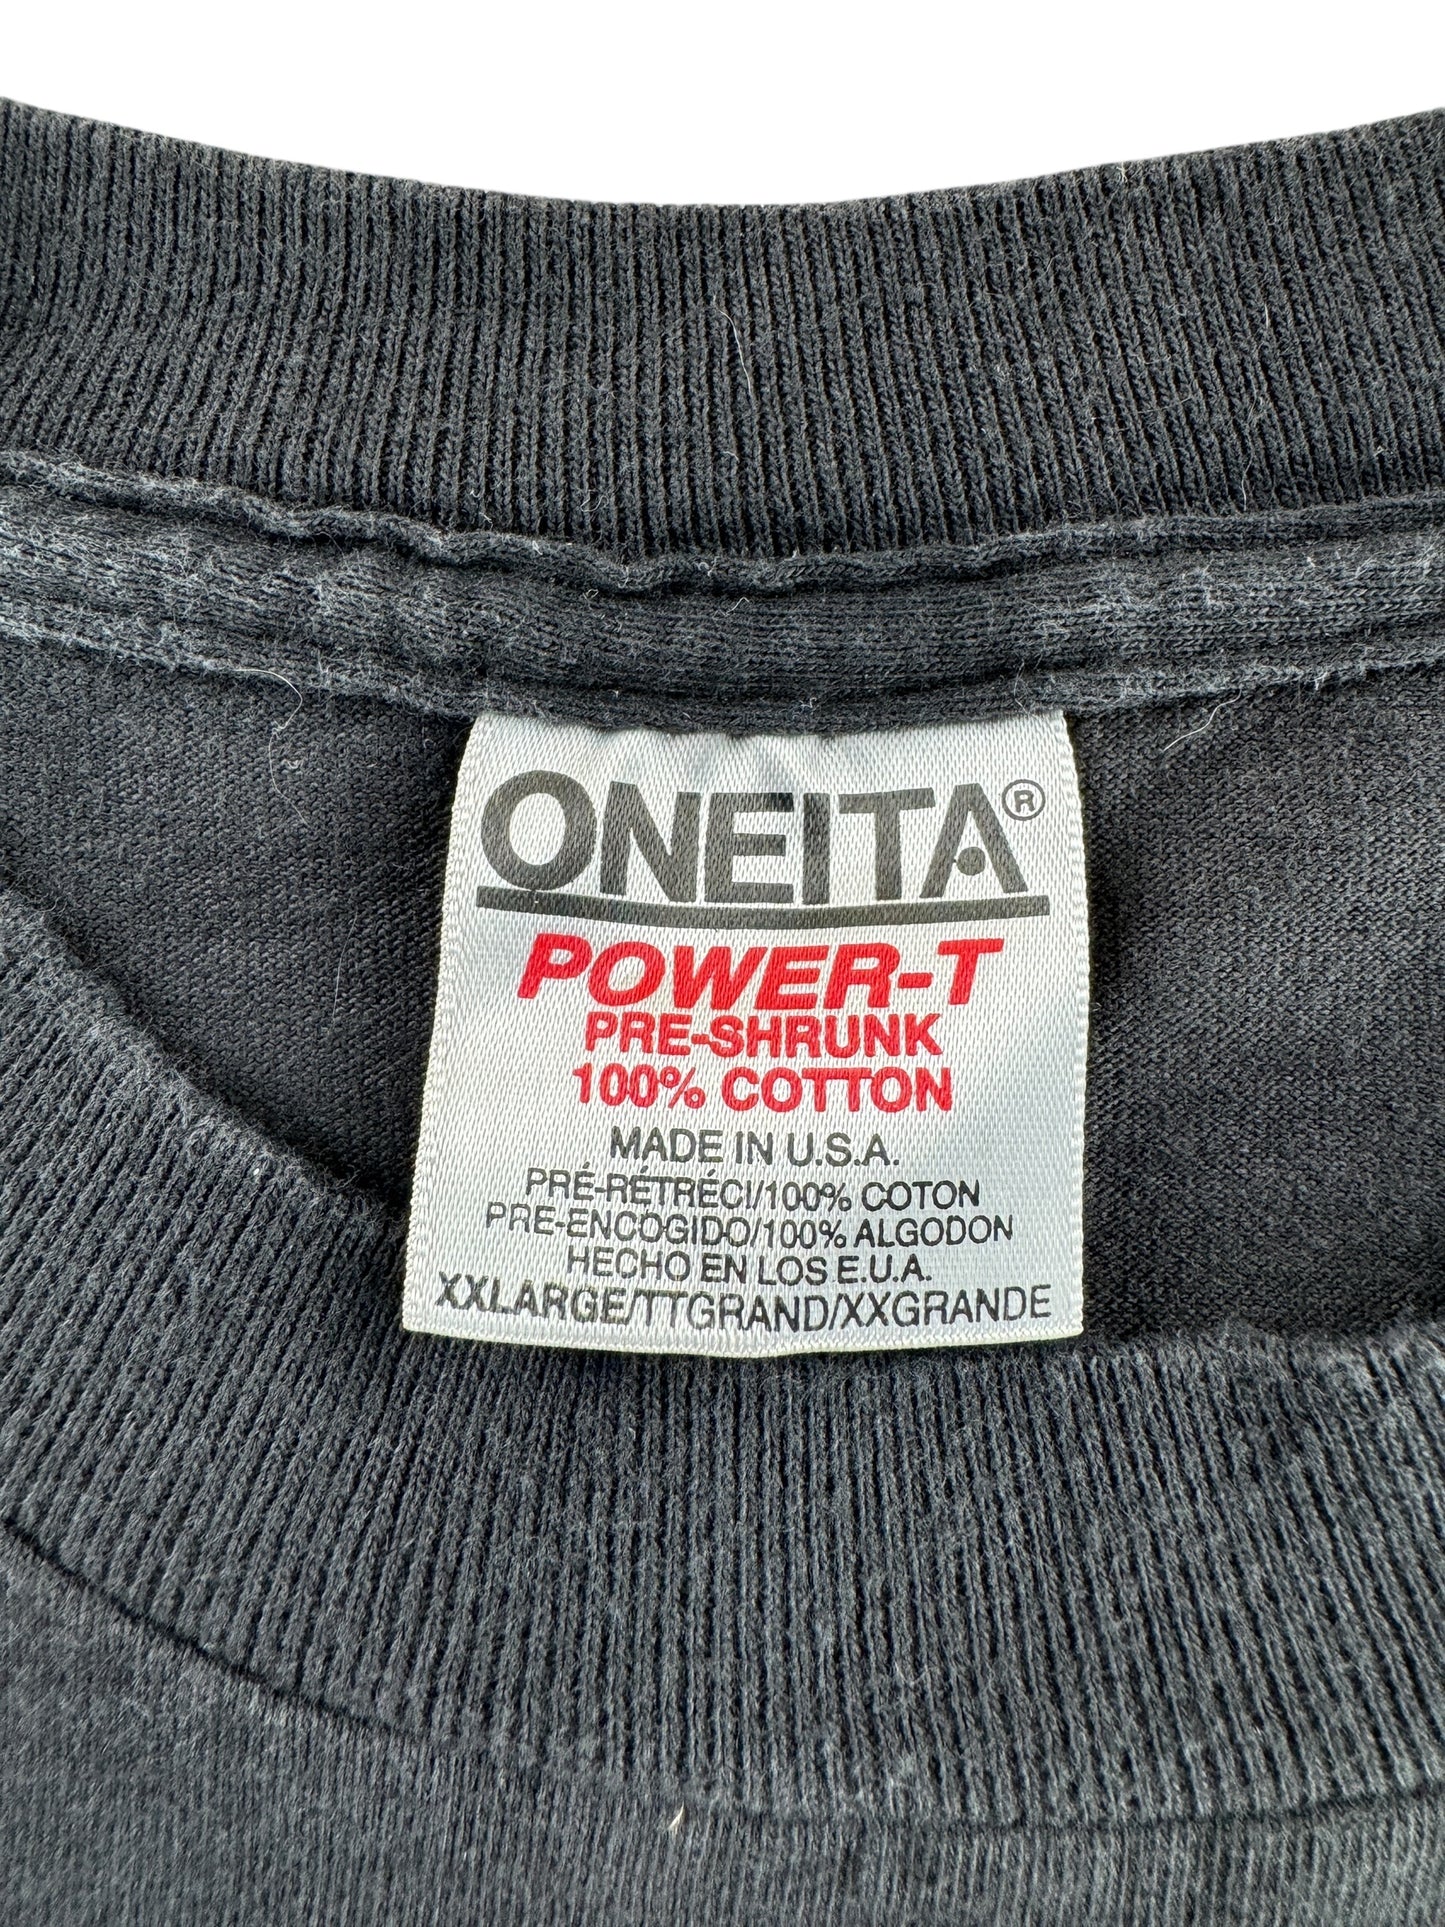 ONEITA®
POWER-T
PRE-SHRUNK
100% COTTON
MADE IN U.S.A.
PRÉ-RÉTRÉCI/100% COTON
PRE-ENCOGIDO/100% ALGODON
HECHO EN LOS E.U.A.
XXLARGE/TTGRAND/XXGRANDE